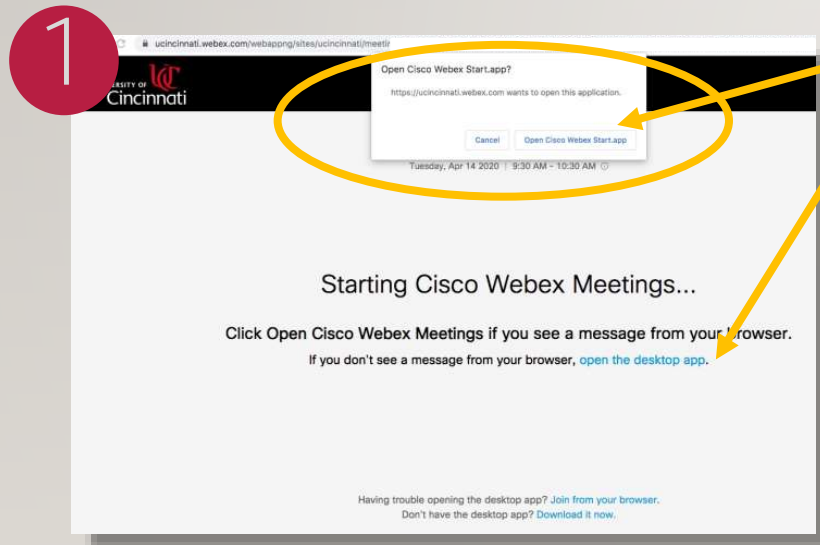 1
ucincinnati.webex.com/webappng/sites/ucincinnati/meetin
Open Cisco Webex Start.app?
https://ucincinnati.webex.com wants to open this application.
Cancel
Open Cisco Webex Start.app
UC
Cincinnati
Tuesday, Apr 14 2020 | 9:30 AM - 10:30 AM
Starting Cisco Webex Meetings...
Click Open Cisco Webex Meetings if you see a message from your browser.
If you don't see a message from your browser, open the desktop app.
Having trouble opening the desktop app? Join from your browser.
Don't have the desktop app? Download it now.